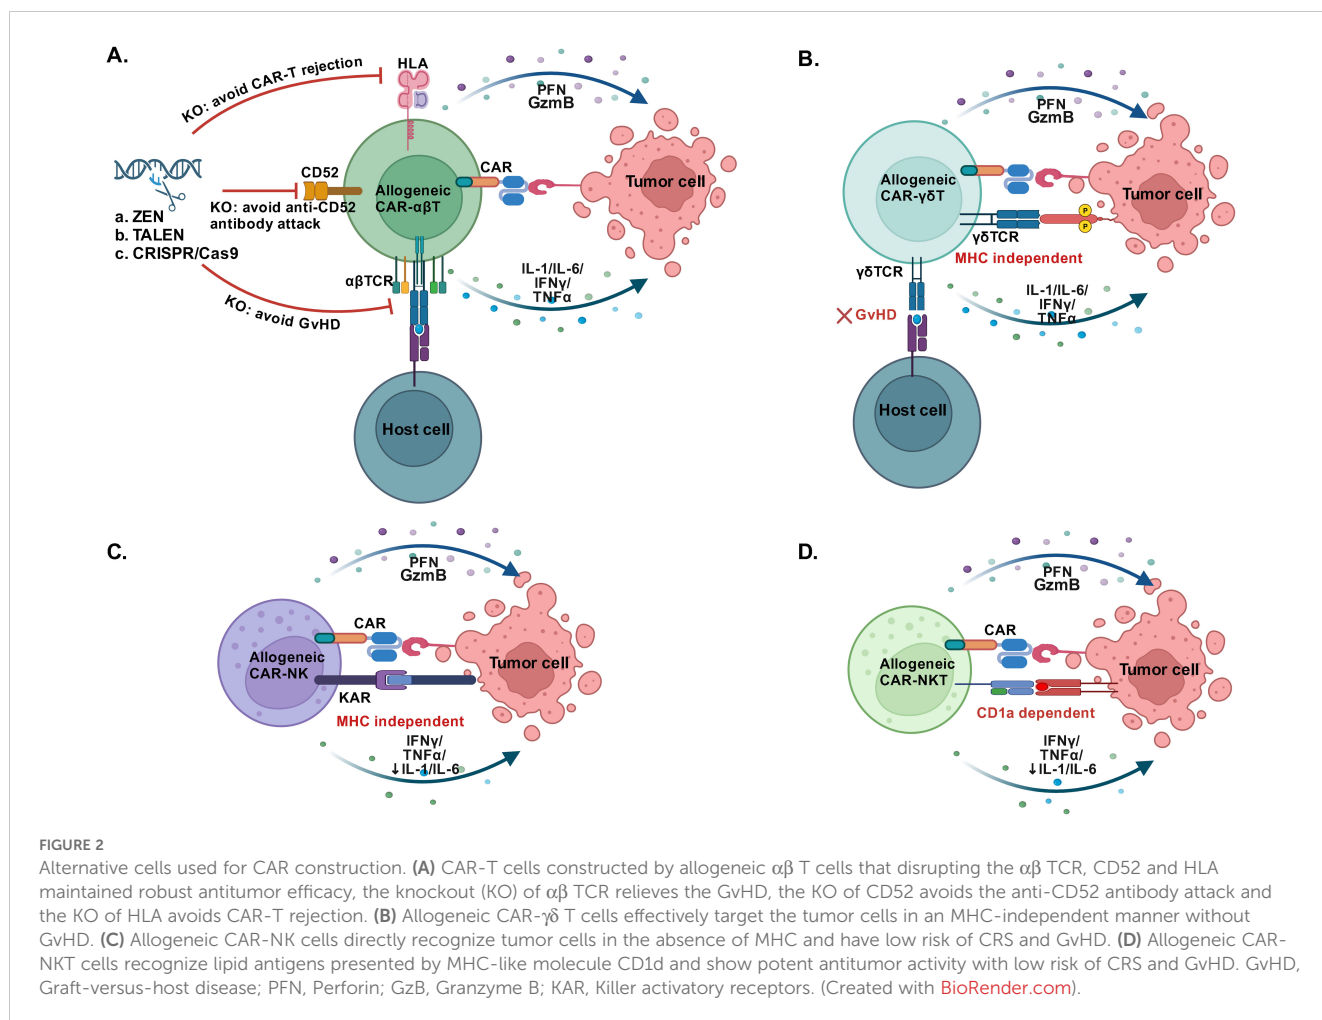 A.
KO: avoid CAR-T rejection
HLA
PFN
GzmB
CD52
KO: avoid anti-CD52
antibody attack
a. ZEN
b. TALEN
c. CRISPR/Cas9
Allogeneic
CAR-αβT
CAR
Tumor cell
αβTCR
KO: avoid GvHD
IL-1/IL-6/
IFNγ/
TNFα
Host cell
B.
PFN
GzmB
Allogeneic
CAR-γδT
Tumor cell
P
P
γδTCR
MHC independent
γδTCR
GvHD
IL-1/IL-6/
IFNγ/
TNFα
Host cell
C.
PFN
GzmB
CAR
Allogeneic
CAR-NK
Tumor cell
KAR
MHC independent
IFNγ/
TNFα/
↓IL-1/IL-6
D.
PFN
GzmB
CAR
Allogeneic
CAR-NKT
Tumor cell
CD1a dependent
IFNγ/
TNFα/
↓IL-1/IL-6
FIGURE 2
Alternative cells used for CAR construction. (A) CAR-T cells constructed by allogeneic αβ T cells that disrupting the αβ TCR, CD52 and HLA
maintained robust antitumor efficacy, the knockout (KO) of αβ TCR relieves the GvHD, the KO of CD52 avoids the anti-CD52 antibody attack and
the KO of HLA avoids CAR-T rejection. (B) Allogeneic CAR-γδ T cells effectively target the tumor cells in an MHC-independent manner without
GvHD. (C) Allogeneic CAR-NK cells directly recognize tumor cells in the absence of MHC and have low risk of CRS and GvHD. (D) Allogeneic CAR-
NKT cells recognize lipid antigens presented by MHC-like molecule CD1d and show potent antitumor activity with low risk of CRS and GvHD. GvHD,
Graft-versus-host disease; PFN, Perforin; GzB, Granzyme B; KAR, Killer activatory receptors. (Created with BioRender.com).